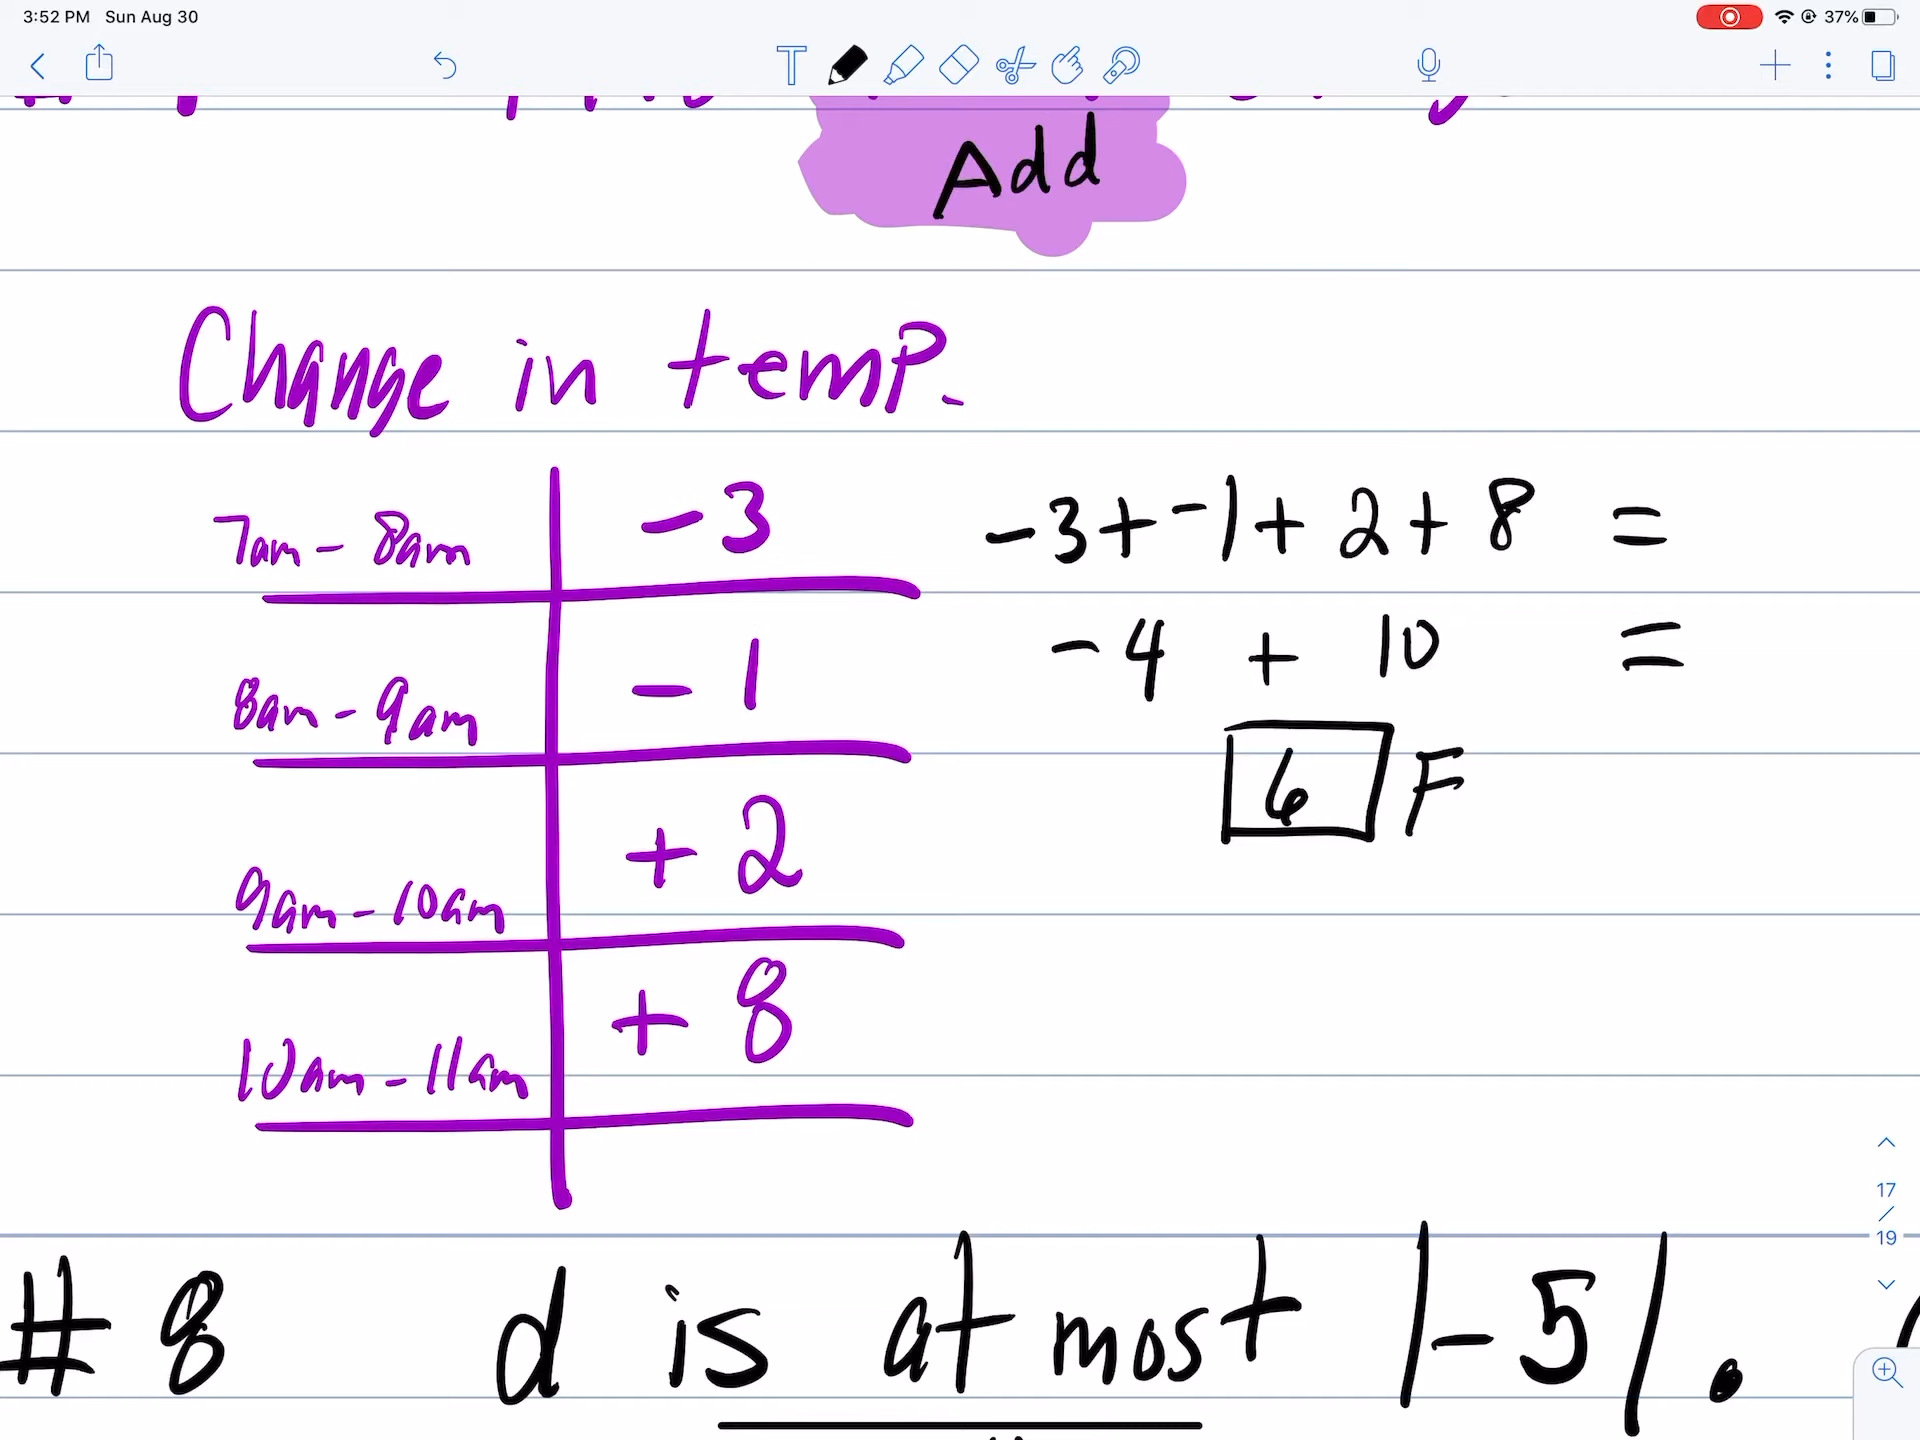 3:52 PM Sun Aug 30
37%
T
Add
Change in temp.
7am - 8am - 3
-3 + -1 + 2 + 8 =
8am - 9am - 1
-4 + 10 =
6 F
9am - 10am + 2
10am - 11am + 8
17
/
19
# 8 d is at most |-5|.